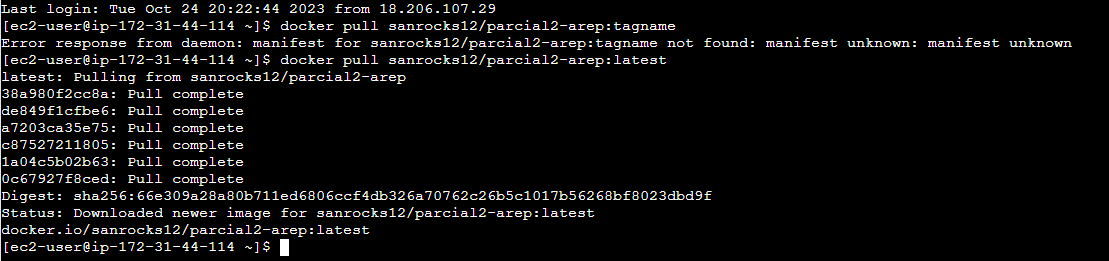 Last login: Tue Oct 24 20:22:44 2023 from 18.206.107.29
[ec2-user@ip-172-31-44-114 ~]$ docker pull sanrocks12/parcial2-arep:tagname
Error response from daemon: manifest for sanrocks12/parcial2-arep:tagname not found: manifest unknown: manifest unknown
[ec2-user@ip-172-31-44-114 ~]$ docker pull sanrocks12/parcial2-arep:latest
latest: Pulling from sanrocks12/parcial2-arep
38a980f2cc8a: Pull complete
de849f1cfbe6: Pull complete
a7203ca35e75: Pull complete
c87527211805: Pull complete
1a04c5b02b63: Pull complete
0c67927f8ced: Pull complete
Digest: sha256:66e309a28a80b711ed6806ccf4db326a70762c26b5c1017b56268bf8023dbd9f
Status: Downloaded newer image for sanrocks12/parcial2-arep:latest
docker.io/sanrocks12/parcial2-arep:latest
[ec2-user@ip-172-31-44-114 ~]$